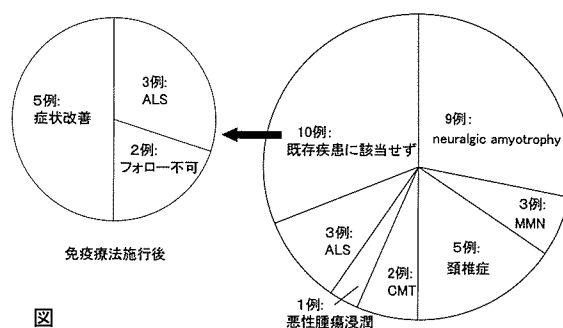 5例:
症状改善
3例:
ALS
2例:
フォロー不可
免疫療法施行後
10例:
既存疾患に該当せず
9例:
neuralgic amyotrophy
3例:
MMN
5例:
頚椎症
2例:
CMT
1例:
悪性腫瘍浸潤
3例:
ALS
図